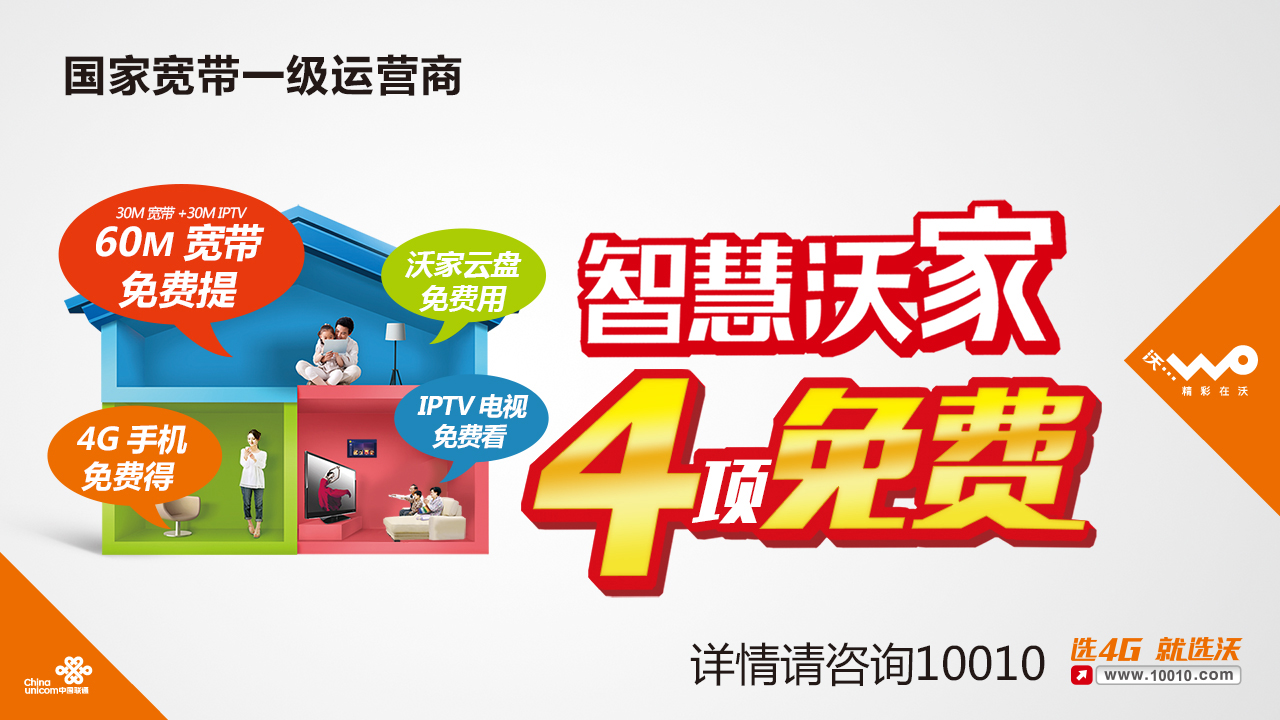 国家宽带一级运营商
30M 宽带 +30M IPTV
60M 宽带
免费提
沃家云盘
免费用
4G 手机
免费得
IPTV 电视
免费看
智慧沃家
4项免费
沃...WO
精彩在沃
China
unicom中国联通
详情请咨询10010
选4G 就选沃
www.10010.com